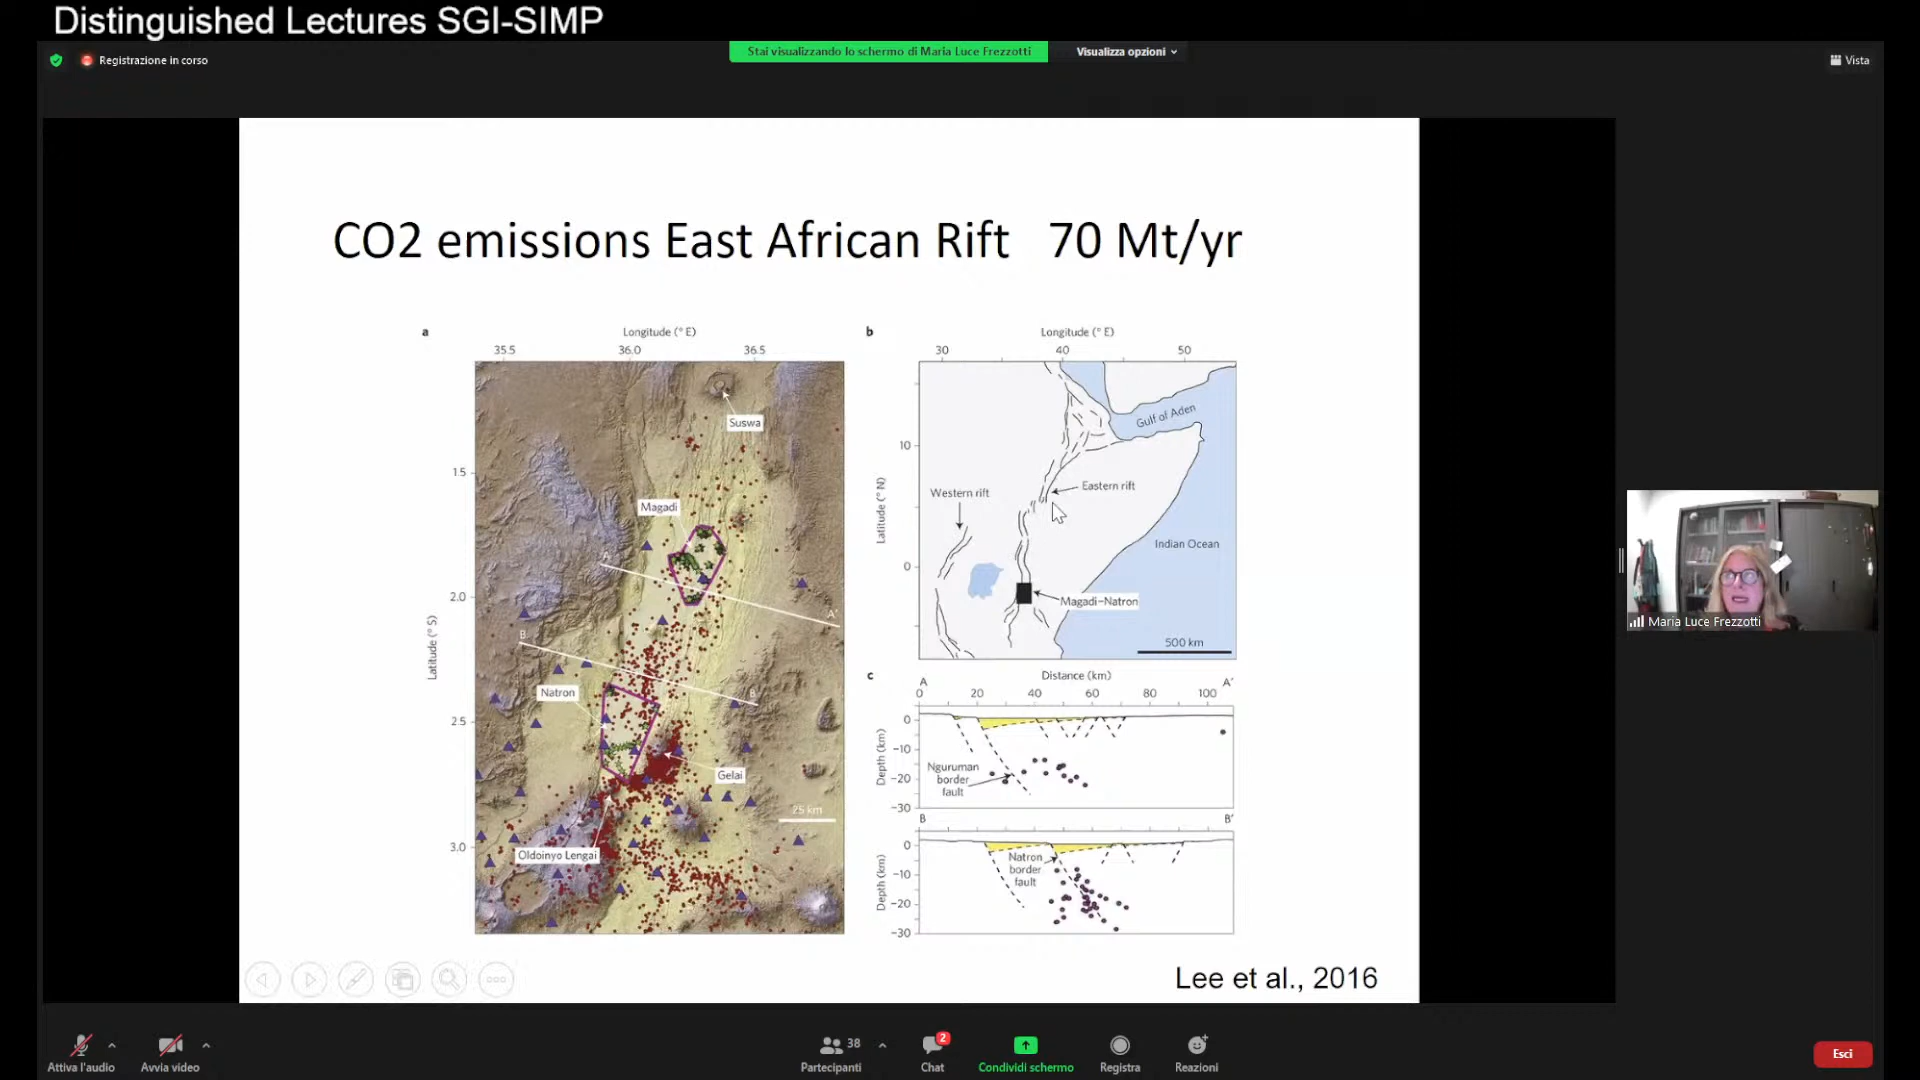 Distinguished Lectures SGI-SIMP
Registrazione in corso
Stai visualizzando lo schermo di Maria Luce Frezzotti
Visualizza opzioni
Vista
CO2 emissions East African Rift 70 Mt/yr
a
Longitude (° E)
35.5 36.0 36.5
Latitude (° S)
1.5
2.0
2.5
3.0
Suswa
Magadi
A
A'
B
B'
Natron
Gelai
25 km
Oldoinyo Lengai
b
Longitude (° E)
30 40 50
Latitude (° N)
10
0
Gulf of Aden
Western rift
Eastern rift
Indian Ocean
Magadi–Natron
500 km
c
Distance (km)
A
A'
0 20 40 60 80 100
Depth (km)
0
−10
−20
−30
Nguruman
border
fault
B
B'
Depth (km)
0
−10
−20
−30
Natron
border
fault
Lee et al., 2016
Maria Luce Frezzotti
Attiva l'audio
Avvia video
38
Partecipanti
2
Chat
Condividi schermo
Registra
Reazioni
Esci